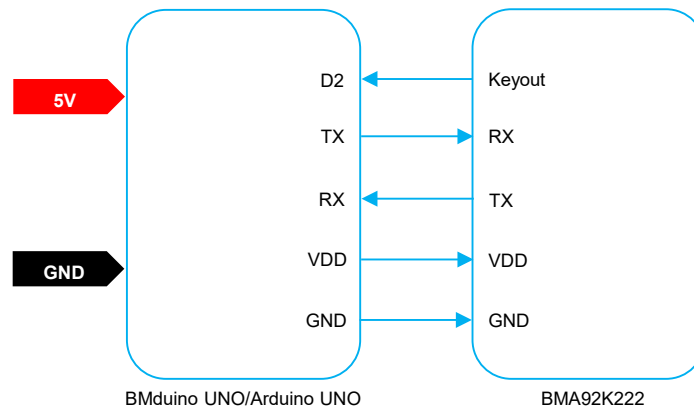 5V
GND
D2
TX
RX
VDD
GND
Keyout
RX
TX
VDD
GND
BMduino UNO/Arduino UNO
BMA92K222